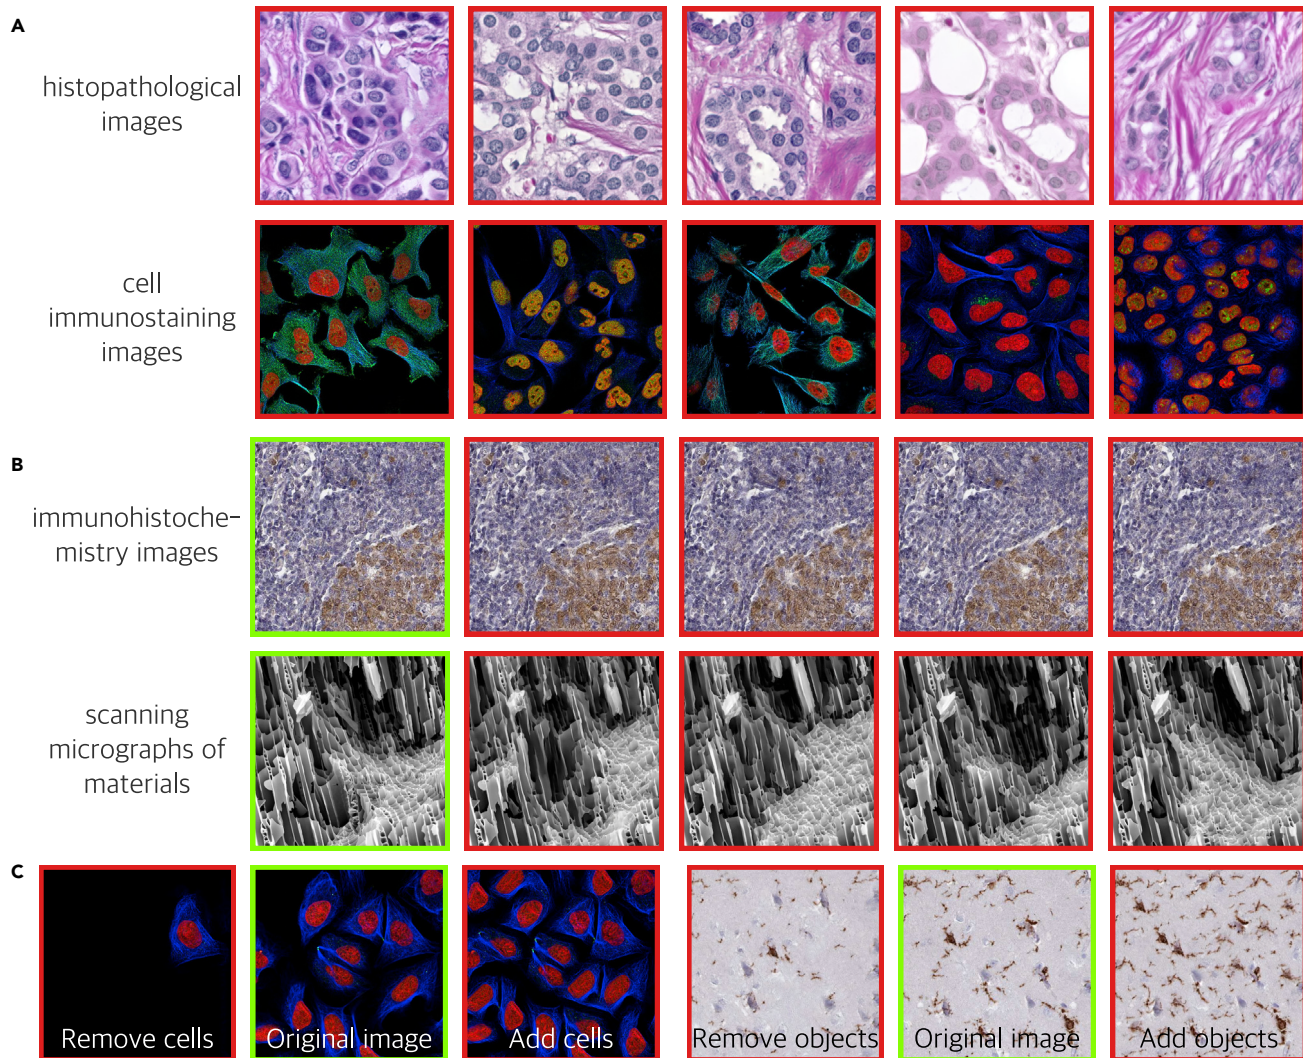 A
histopathological
images
cell
immunostaining
images
B
immunohistoche-
mistry images
scanning
micrographs of
materials
C
Remove cells
Original image
Add cells
Remove objects
Original image
Add objects